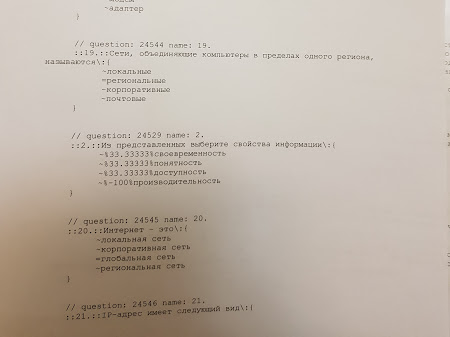 ~адаптер
}
// question: 24544 name: 19.
::19.::Сети, объединяющие компьютеры в пределах одного региона,
называются\:{
~локальные
=региональные
~корпоративные
~почтовые
}
// question: 24529 name: 2.
::2.::Из представленных выберите свойства информации\:{
~%33.33333%своевременность
~%33.33333%понятность
~%33.33333%доступность
~%-100%производительность
}
// question: 24545 name: 20.
::20.::Интернет - это\:{
~локальная сеть
~корпоративная сеть
=глобальная сеть
~региональная сеть
}
// question: 24546 name: 21.
::21.::IP-адрес имеет следующий вид\:{